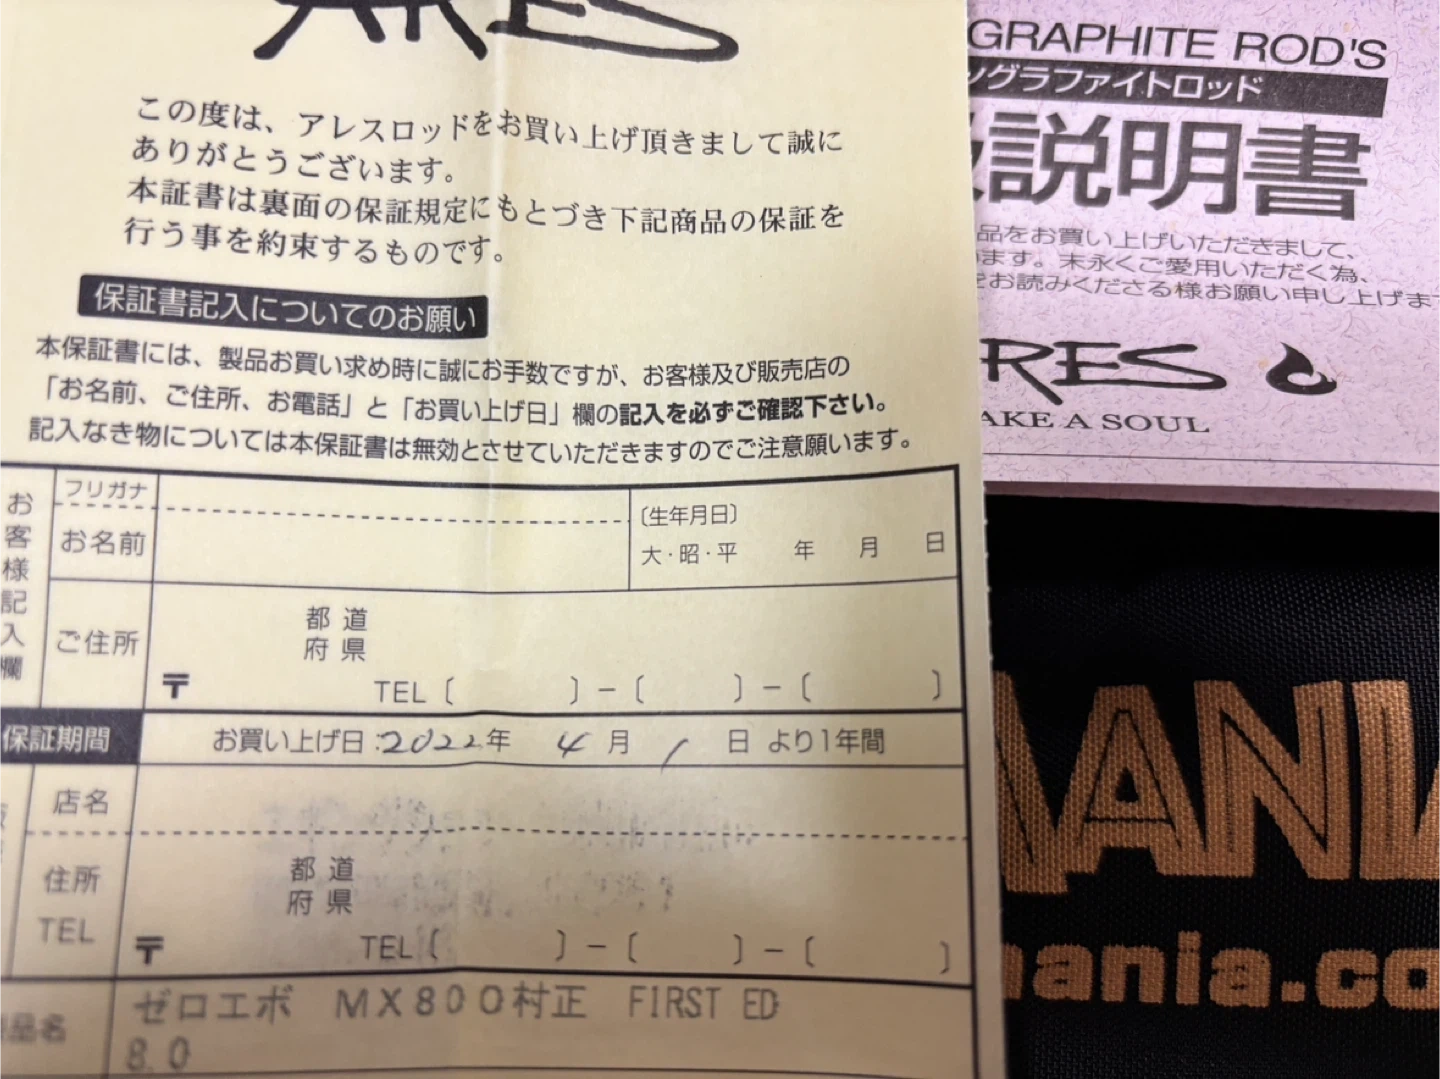 ARES
この度は、アレスロッドをお買い上げ頂きまして誠に
ありがとうございます。
本証書は裏面の保証規定にもとづき下記商品の保証を
行う事を約束するものです。
保証書記入についてのお願い
本保証書には、製品お買い求め時に誠にお手数ですが、お客様及び販売店の
「お名前、ご住所、お電話」と「お買い上げ日」欄の記入を必ずご確認下さい。
記入なき物については本保証書は無効とさせていただきますのでご注意願います。
お客様記入欄
フリガナ
お名前
〔生年月日〕
大・昭・平 年 月 日
ご住所
都 道
府 県
〒 TEL〔 〕－〔 〕－〔 〕
保証期間
お買い上げ日：2022年 4月 1日 より1年間
店名
住所
TEL
都 道
府 県
〒 TEL〔 〕－〔 〕－〔 〕
品名
ゼロエボ MX800村正 FIRST ED
8.0
GRAPHITE ROD'S
ングラファイトロッド
説明書
品をお買い上げいただきまして、
ます。末永くご愛用いただく為、
をお読みくださる様お願い申し上げます
RES
AKE A SOUL
MANIA
mania.co